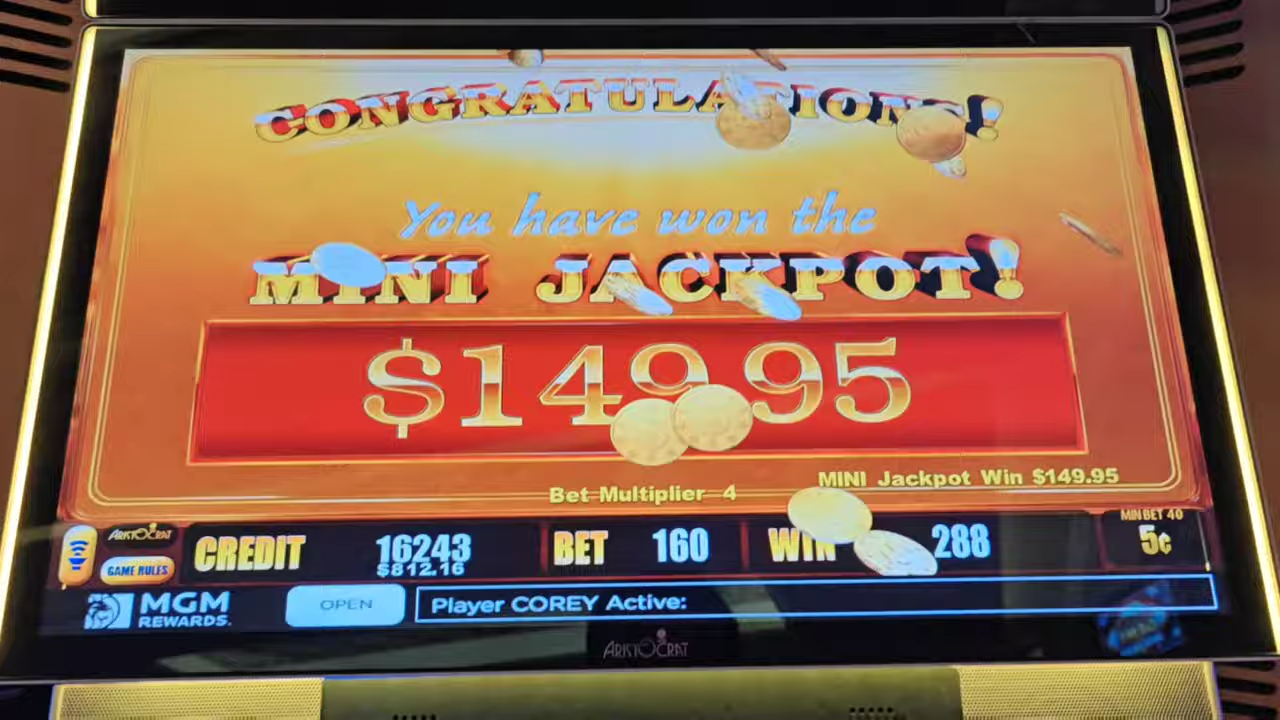 CONGRATULATIONS!
You have won the
MINI JACKPOT!
$149.95
MINI Jackpot Win $149.95
Bet Multiplier 4
MIN BET 40
ARISTOCRAT
GAME RULES
CREDIT 16243 BET 160 WIN 288 5¢
$812.16
MGM REWARDS.
OPEN
Player COREY Active:
ARISTOCRAT